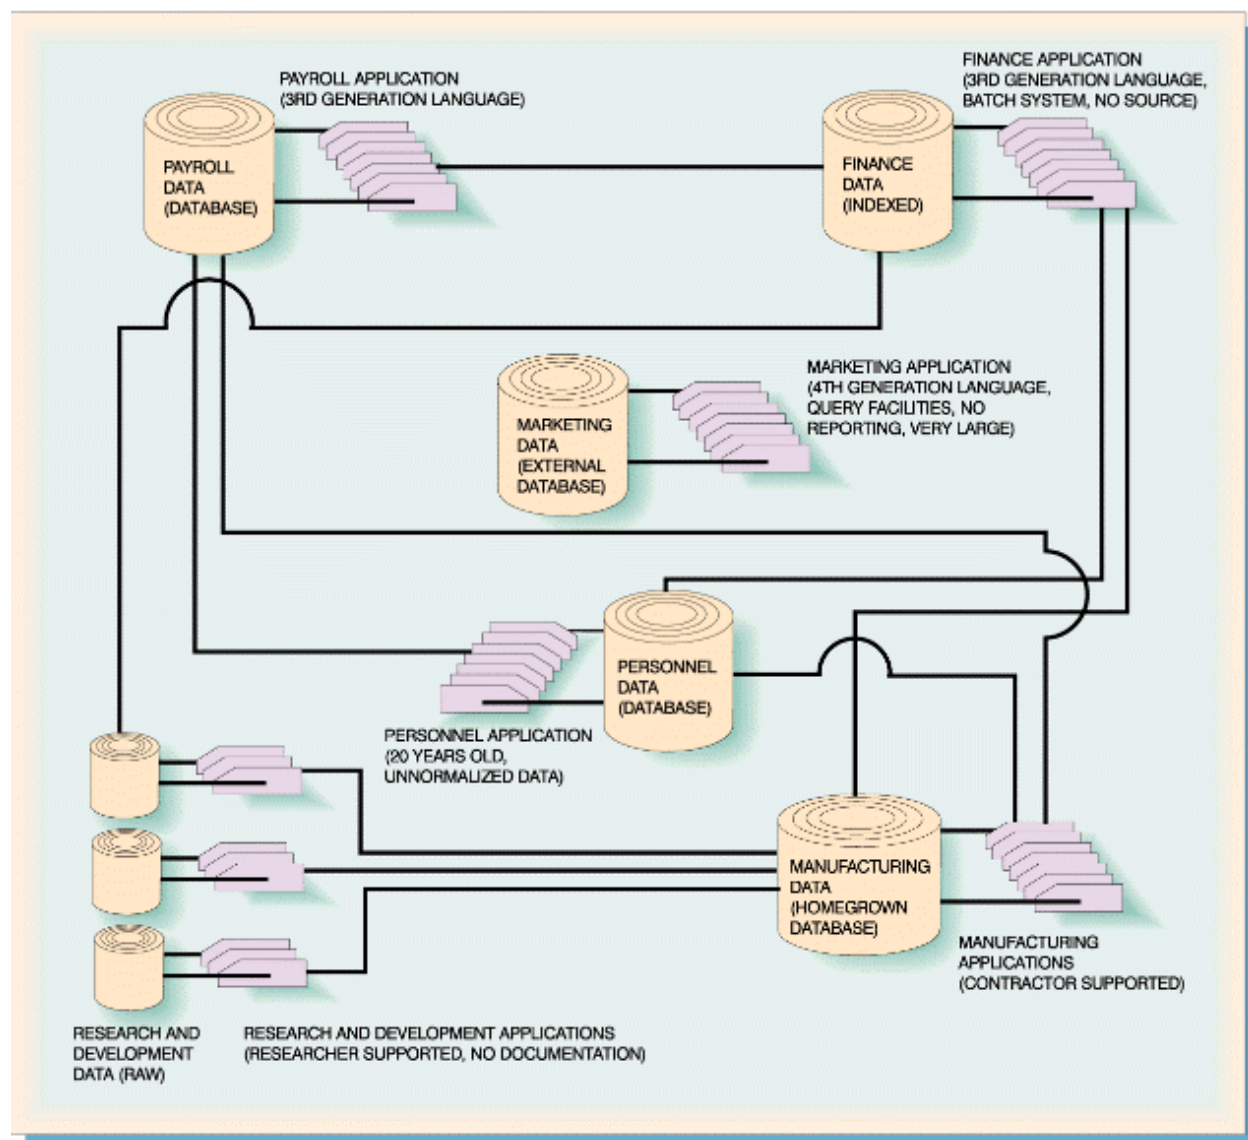 PAYROLL APPLICATION
(3RD GENERATION LANGUAGE)
FINANCE APPLICATION
(3RD GENERATION LANGUAGE,
BATCH SYSTEM, NO SOURCE)
PAYROLL
DATA
(DATABASE)
FINANCE
DATA
(INDEXED)
MARKETING APPLICATION
(4TH GENERATION LANGUAGE,
QUERY FACILITIES, NO
REPORTING, VERY LARGE)
MARKETING
DATA
(EXTERNAL
DATABASE)
PERSONNEL
DATA
(DATABASE)
PERSONNEL APPLICATION
(20 YEARS OLD,
UNNORMALIZED DATA)
MANUFACTURING
DATA
(HOMEGROWN
DATABASE)
MANUFACTURING
APPLICATIONS
(CONTRACTOR SUPPORTED)
RESEARCH AND
DEVELOPMENT
DATA (RAW)
RESEARCH AND DEVELOPMENT APPLICATIONS
(RESEARCHER SUPPORTED, NO DOCUMENTATION)